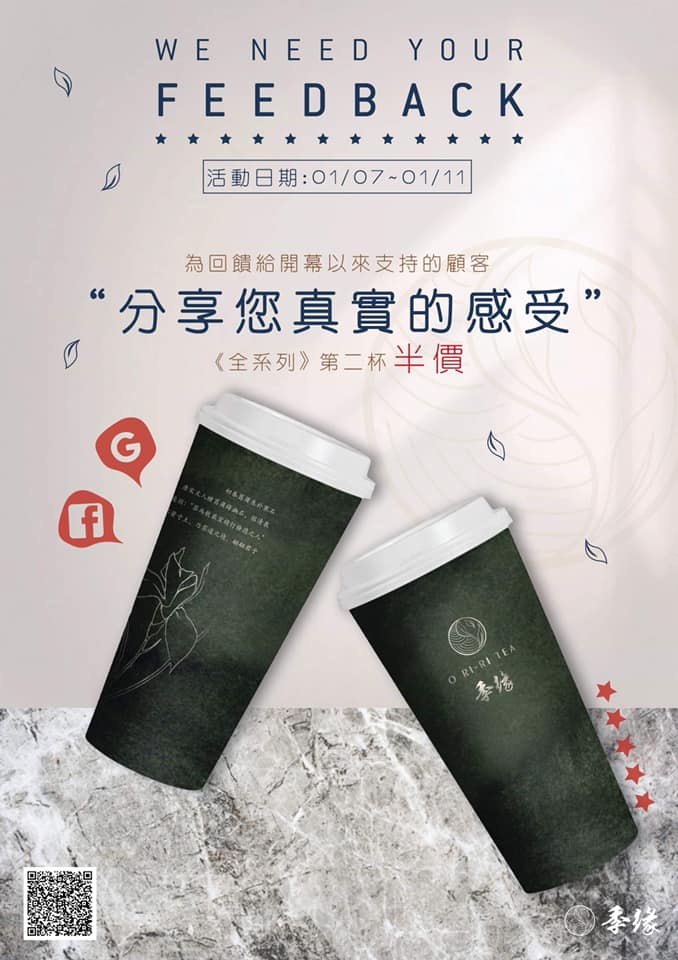 WE NEED YOUR
FEEDBACK
活動日期:01/07~01/11
為回饋給開幕以來支持的顧客
“分享您真實的感受”
《全系列》第二杯半價
G
f
O RI-RI TEA
季緣
季緣